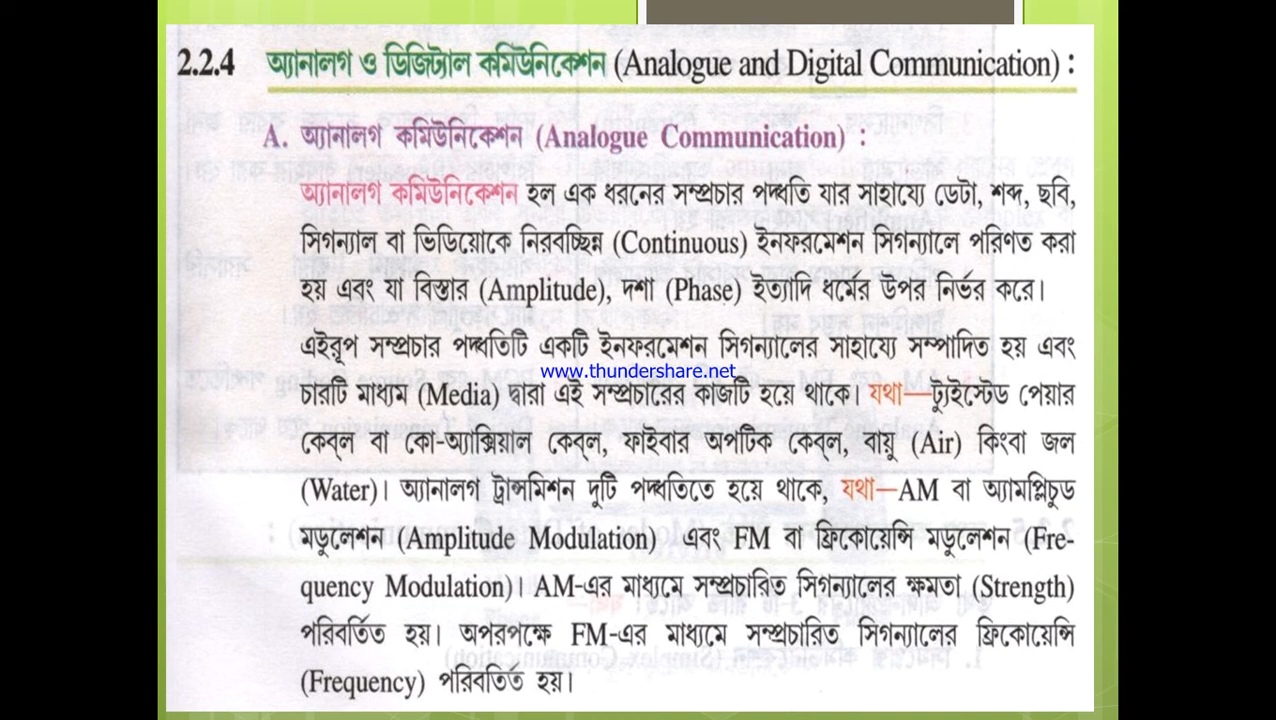 2.2.4 অ্যানালগ ও ডিজিট্যাল কমিউনিকেশন (Analogue and Digital Communication) :
A. অ্যানালগ কমিউনিকেশন (Analogue Communication) :
অ্যানালগ কমিউনিকেশন হল এক ধরনের সম্প্রচার পদ্ধতি যার সাহায্যে ডেটা, শব্দ, ছবি,
সিগন্যাল বা ভিডিয়োকে নিরবচ্ছিন্ন (Continuous) ইনফরমেশন সিগন্যালে পরিণত করা
হয় এবং যা বিস্তার (Amplitude), দশা (Phase) ইত্যাদি ধর্মের উপর নির্ভর করে।
এইরূপ সম্প্রচার পদ্ধতিটি একটি ইনফরমেশন সিগন্যালের সাহায্যে সম্পাদিত হয় এবং
www.thundershare.net
চারটি মাধ্যম (Media) দ্বারা এই সম্প্রচারের কাজটি হয়ে থাকে। যথা—ট্যুইস্টেড পেয়ার
কেব্‌ল বা কো-অ্যাক্সিয়াল কেব্‌ল, ফাইবার অপটিক কেব্‌ল, বায়ু (Air) কিংবা জল
(Water)। অ্যানালগ ট্রান্সমিশন দুটি পদ্ধতিতে হয়ে থাকে, যথা—AM বা অ্যামপ্লিচুড
মডুলেশন (Amplitude Modulation) এবং FM বা ফ্রিকোয়েন্সি মডুলেশন (Fre-
quency Modulation)। AM-এর মাধ্যমে সম্প্রচারিত সিগন্যালের ক্ষমতা (Strength)
পরিবর্তিত হয়। অপরপক্ষে FM-এর মাধ্যমে সম্প্রচারিত সিগন্যালের ফ্রিকোয়েন্সি
(Frequency) পরিবর্তিত হয়।